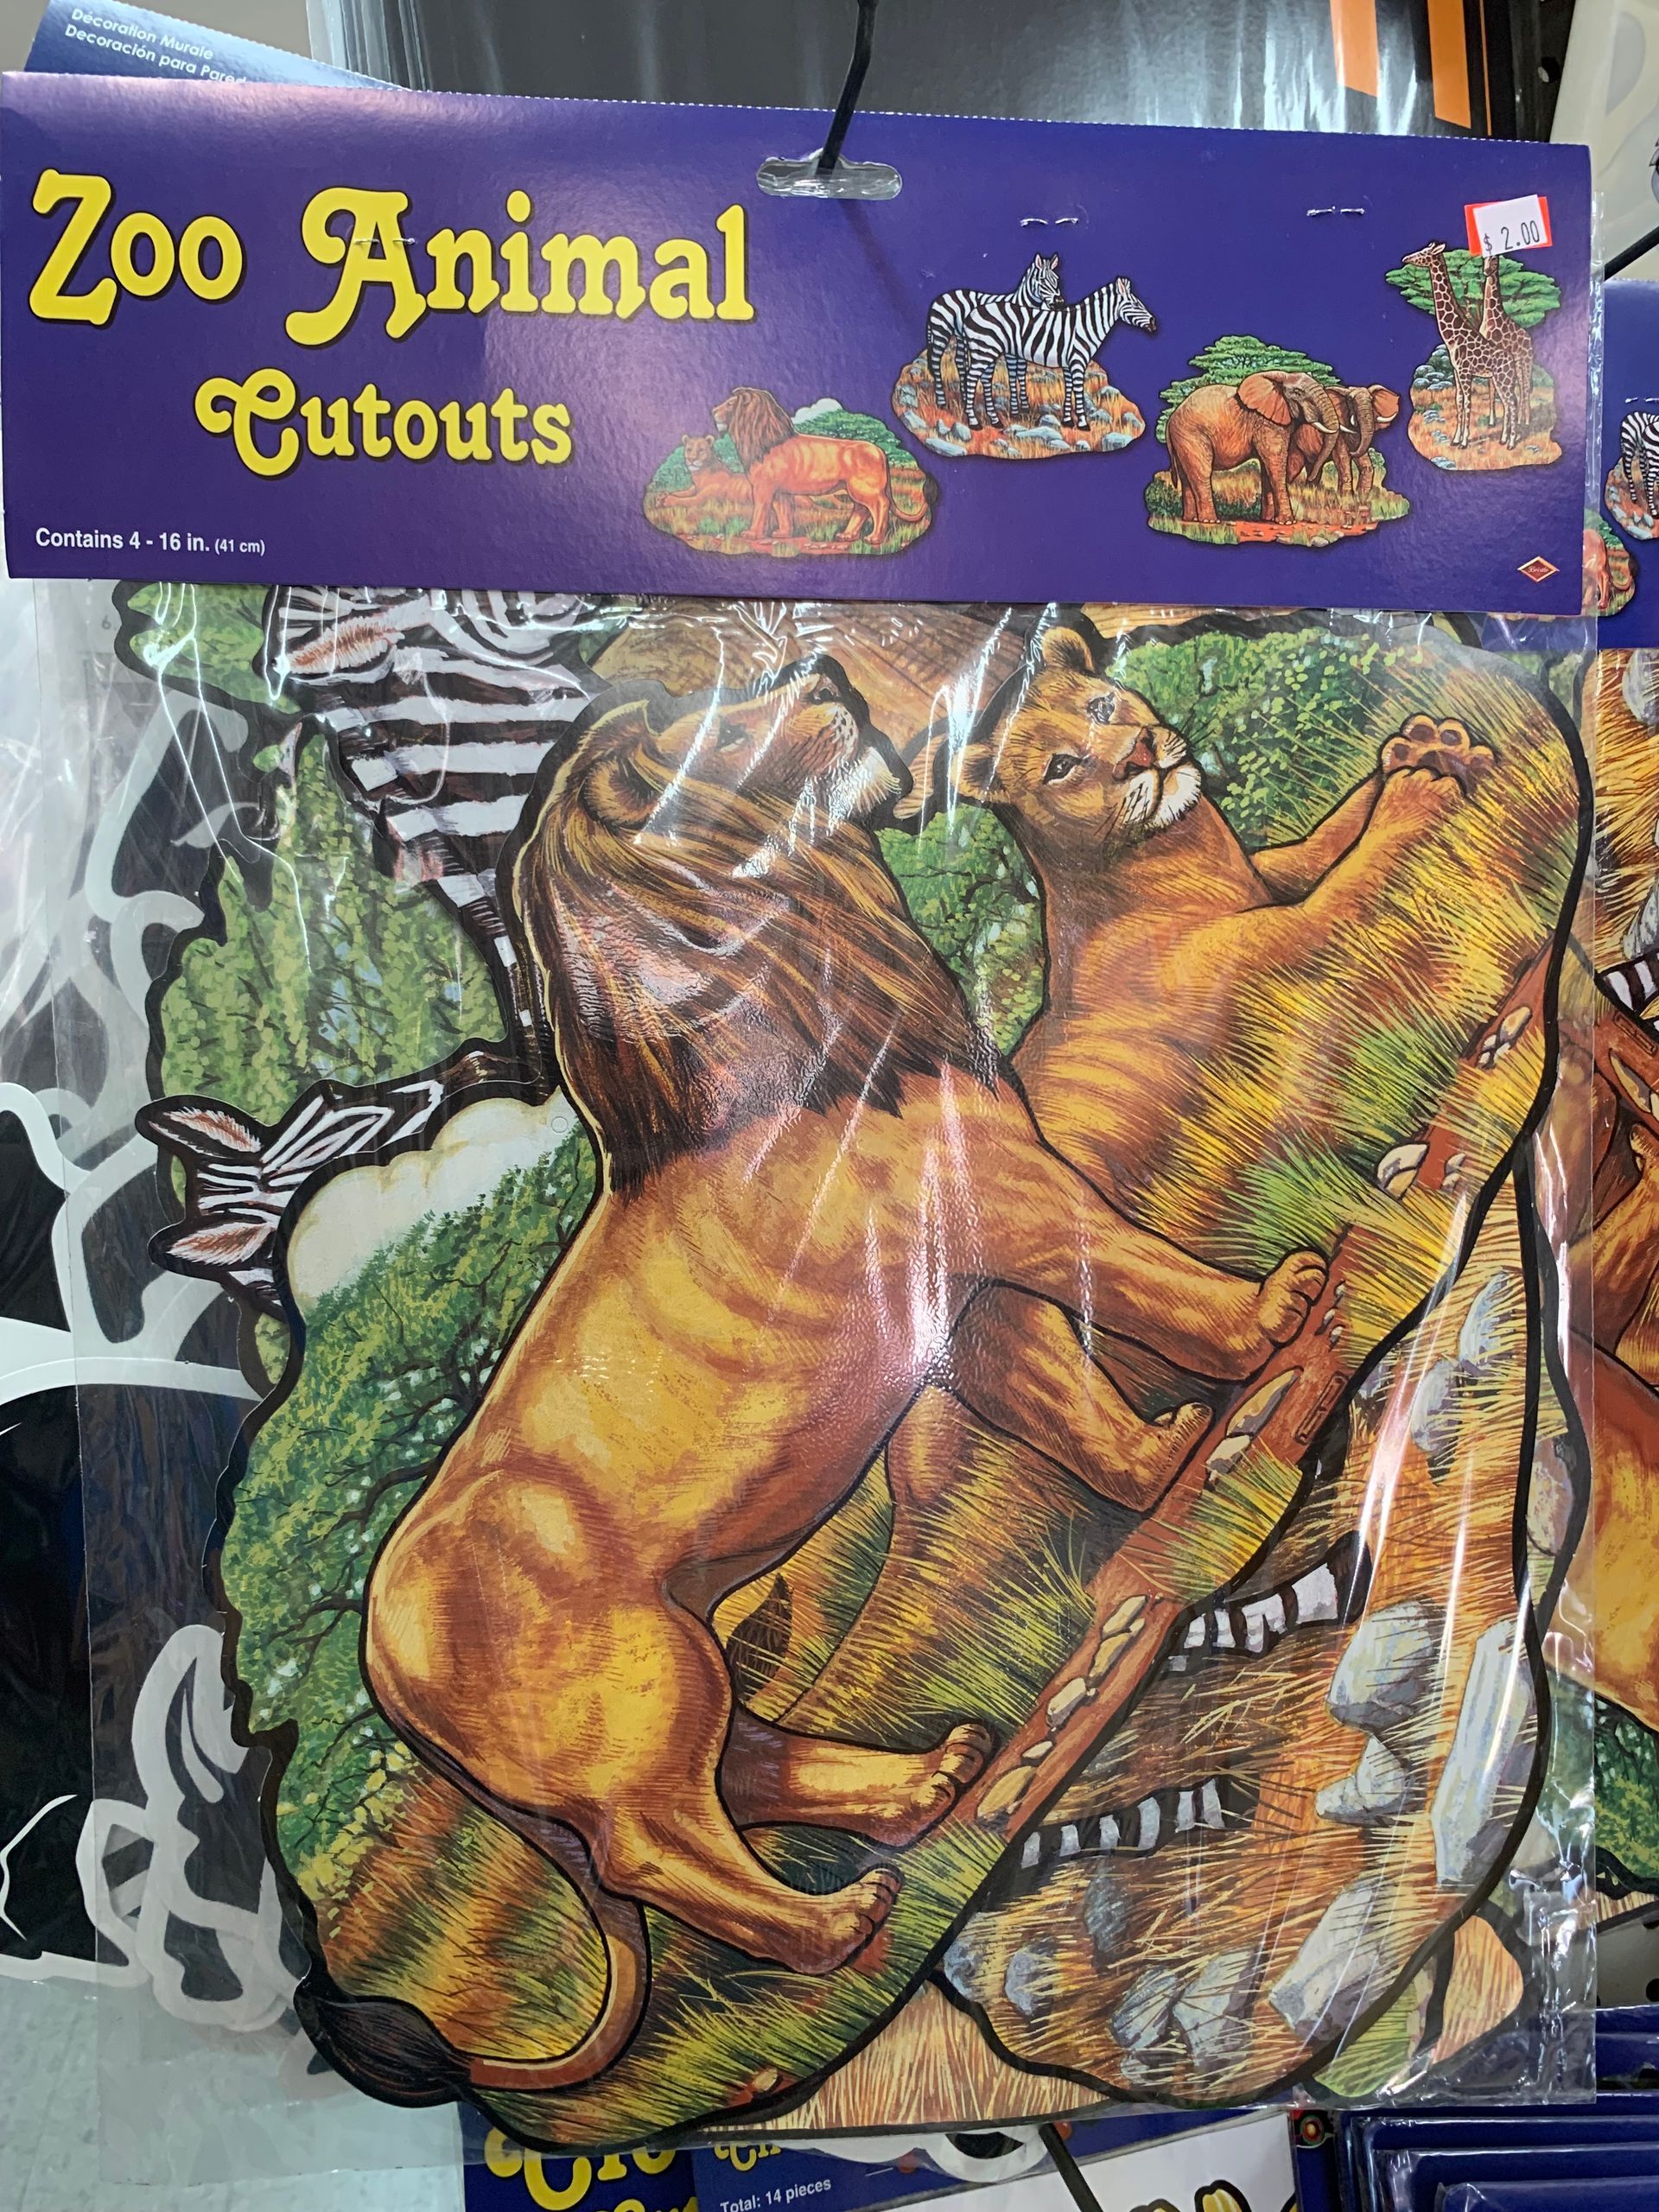 Décoration Murale
Decoración para Pared
Zoo Animal
Cutouts
$ 2.00
Contains 4 - 16 in. (41 cm)
Total: 14 pieces